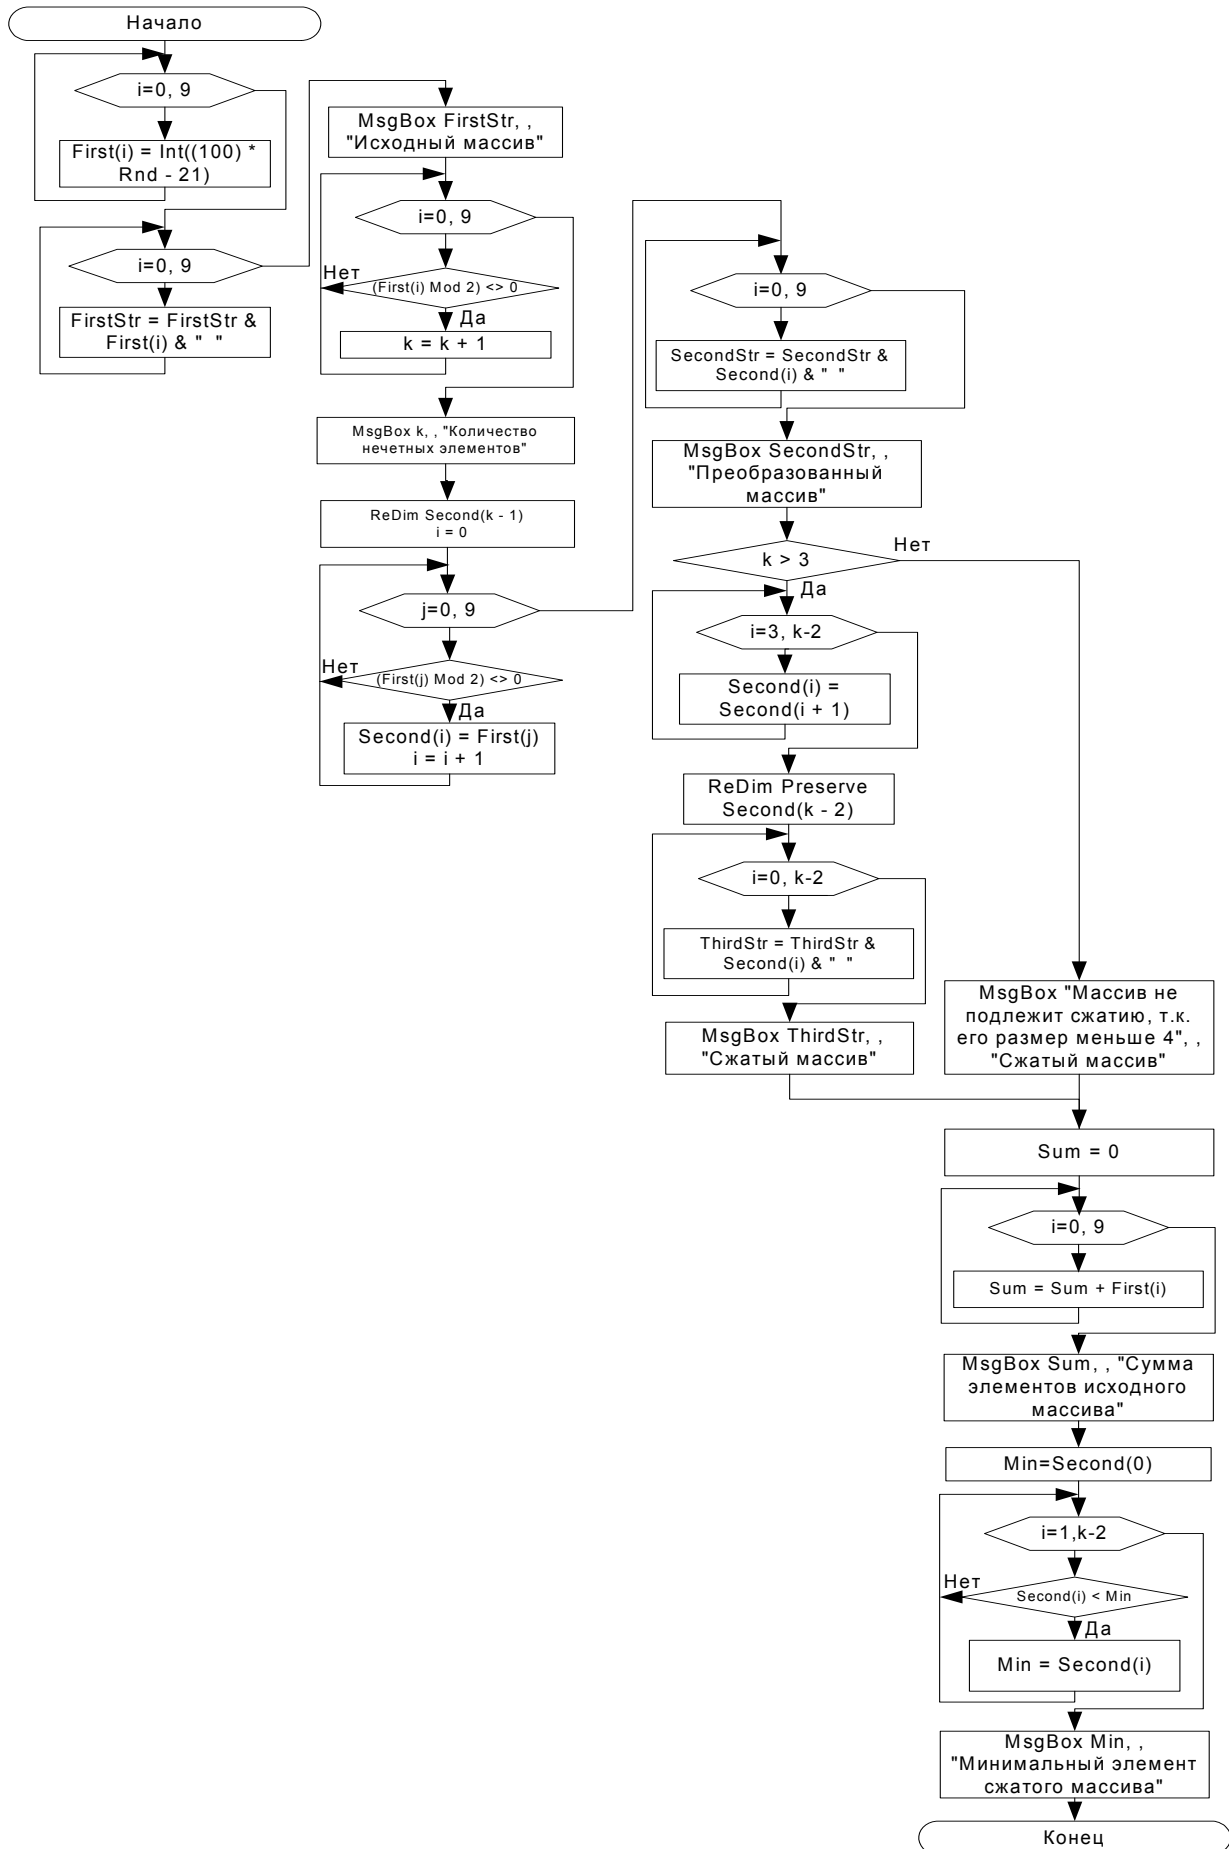 Начало
i=0, 9
First(i) = Int((100) *
Rnd - 21)
i=0, 9
FirstStr = FirstStr &
First(i) & "  "
MsgBox FirstStr, ,
"Исходный массив"
i=0, 9
Нет
(First(i) Mod 2) <> 0
Да
k = k + 1
MsgBox k, , "Количество
нечетных элементов"
ReDim Second(k - 1)
i = 0
j=0, 9
Нет
(First(j) Mod 2) <> 0
Да
Second(i) = First(j)
i = i + 1
i=0, 9
SecondStr = SecondStr &
Second(i) & "  "
MsgBox SecondStr, ,
"Преобразованный
массив"
k > 3
Нет
Да
i=3, k-2
Second(i) =
Second(i + 1)
ReDim Preserve
Second(k - 2)
i=0, k-2
ThirdStr = ThirdStr &
Second(i) & "  "
MsgBox ThirdStr, ,
"Сжатый массив"
MsgBox "Массив не
подлежит сжатию, т.к.
его размер меньше 4", ,
"Сжатый массив"
Sum = 0
i=0, 9
Sum = Sum + First(i)
MsgBox Sum, , "Сумма
элементов исходного
массива"
Min=Second(0)
i=1,k-2
Нет
Second(i) < Min
Да
Min = Second(i)
MsgBox Min, ,
"Минимальный элемент
сжатого массива"
Конец